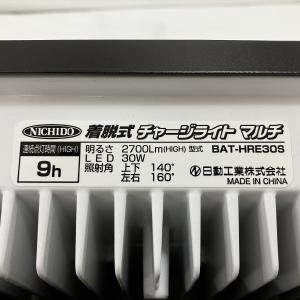 NICHIDO 着脱式 チャージライト マルチ
連続点灯時間(HIGH)
9h
明るさ 2700Lm(HIGH) 型式 BAT-HRE30S
LED 30W
照射角 上下 140°
左右 160°
日動工業株式会社
MADE IN CHINA